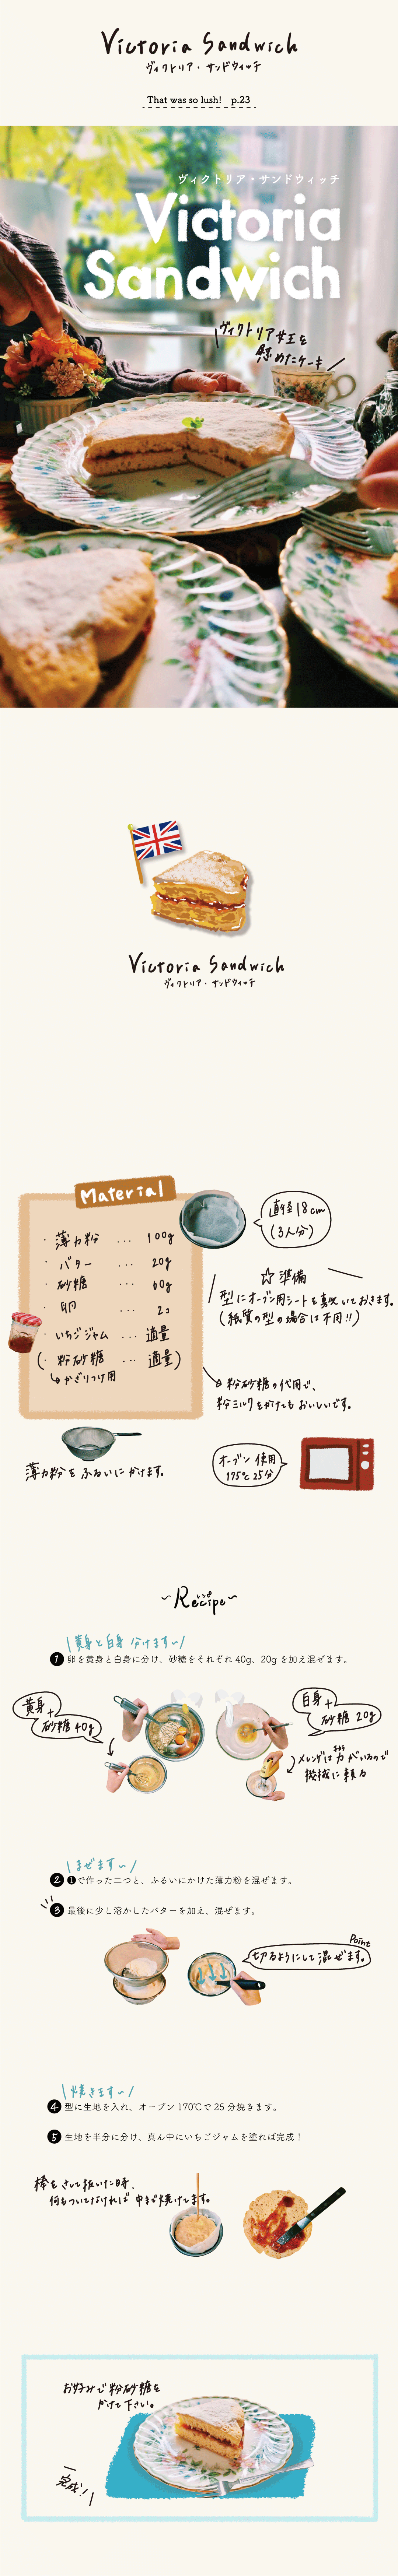 Victoria Sandwich
ヴィクトリア・サンドウィッチ
That was so lush! p.23
ヴィクトリア・サンドウィッチ
Victoria
Sandwich
ヴィクトリア女王を
慰めたケーキ
Victoria Sandwich
ヴィクトリア・サンドウィッチ
Material
・薄力粉 ... 100g
・バター ... 20g
・砂糖 ... 60g
・卵 ... 2コ
・いちごジャム ... 適量
(・粉砂糖 ... 適量)
かざりつけ用
直径18cm
(3人分)
☆準備
型にオーブン用シートを敷いておきます。
(紙質の型の場合は不用!!)
粉砂糖の代用で、
粉ミルクをかけてもおいしいです。
薄力粉をふるいにかけます。
オーブン使用
175℃ 25分
~Recipe~
レシピ
\黄身と白身 分けます~/
1 卵を黄身と白身に分け、砂糖をそれぞれ 40g、20g を加え混ぜます。
黄身+
砂糖 40g
白身+
砂糖 20g
メレンゲは力がいるので
ちから
機械に頼る
\まぜます~/
2 ❶で作った二つと、ふるいにかけた薄力粉を混ぜます。
3 最後に少し溶かしたバターを加え、混ぜます。
Point
切るようにして混ぜます。
\焼きます~/
4 型に生地を入れ、オーブン 170℃で 25 分焼きます。
5 生地を半分に分け、真ん中にいちごジャムを塗れば完成！
棒をさして抜いた時、
何もついてなければ 中まで焼けてます。
お好みで粉砂糖を
かけて下さい。
完成!